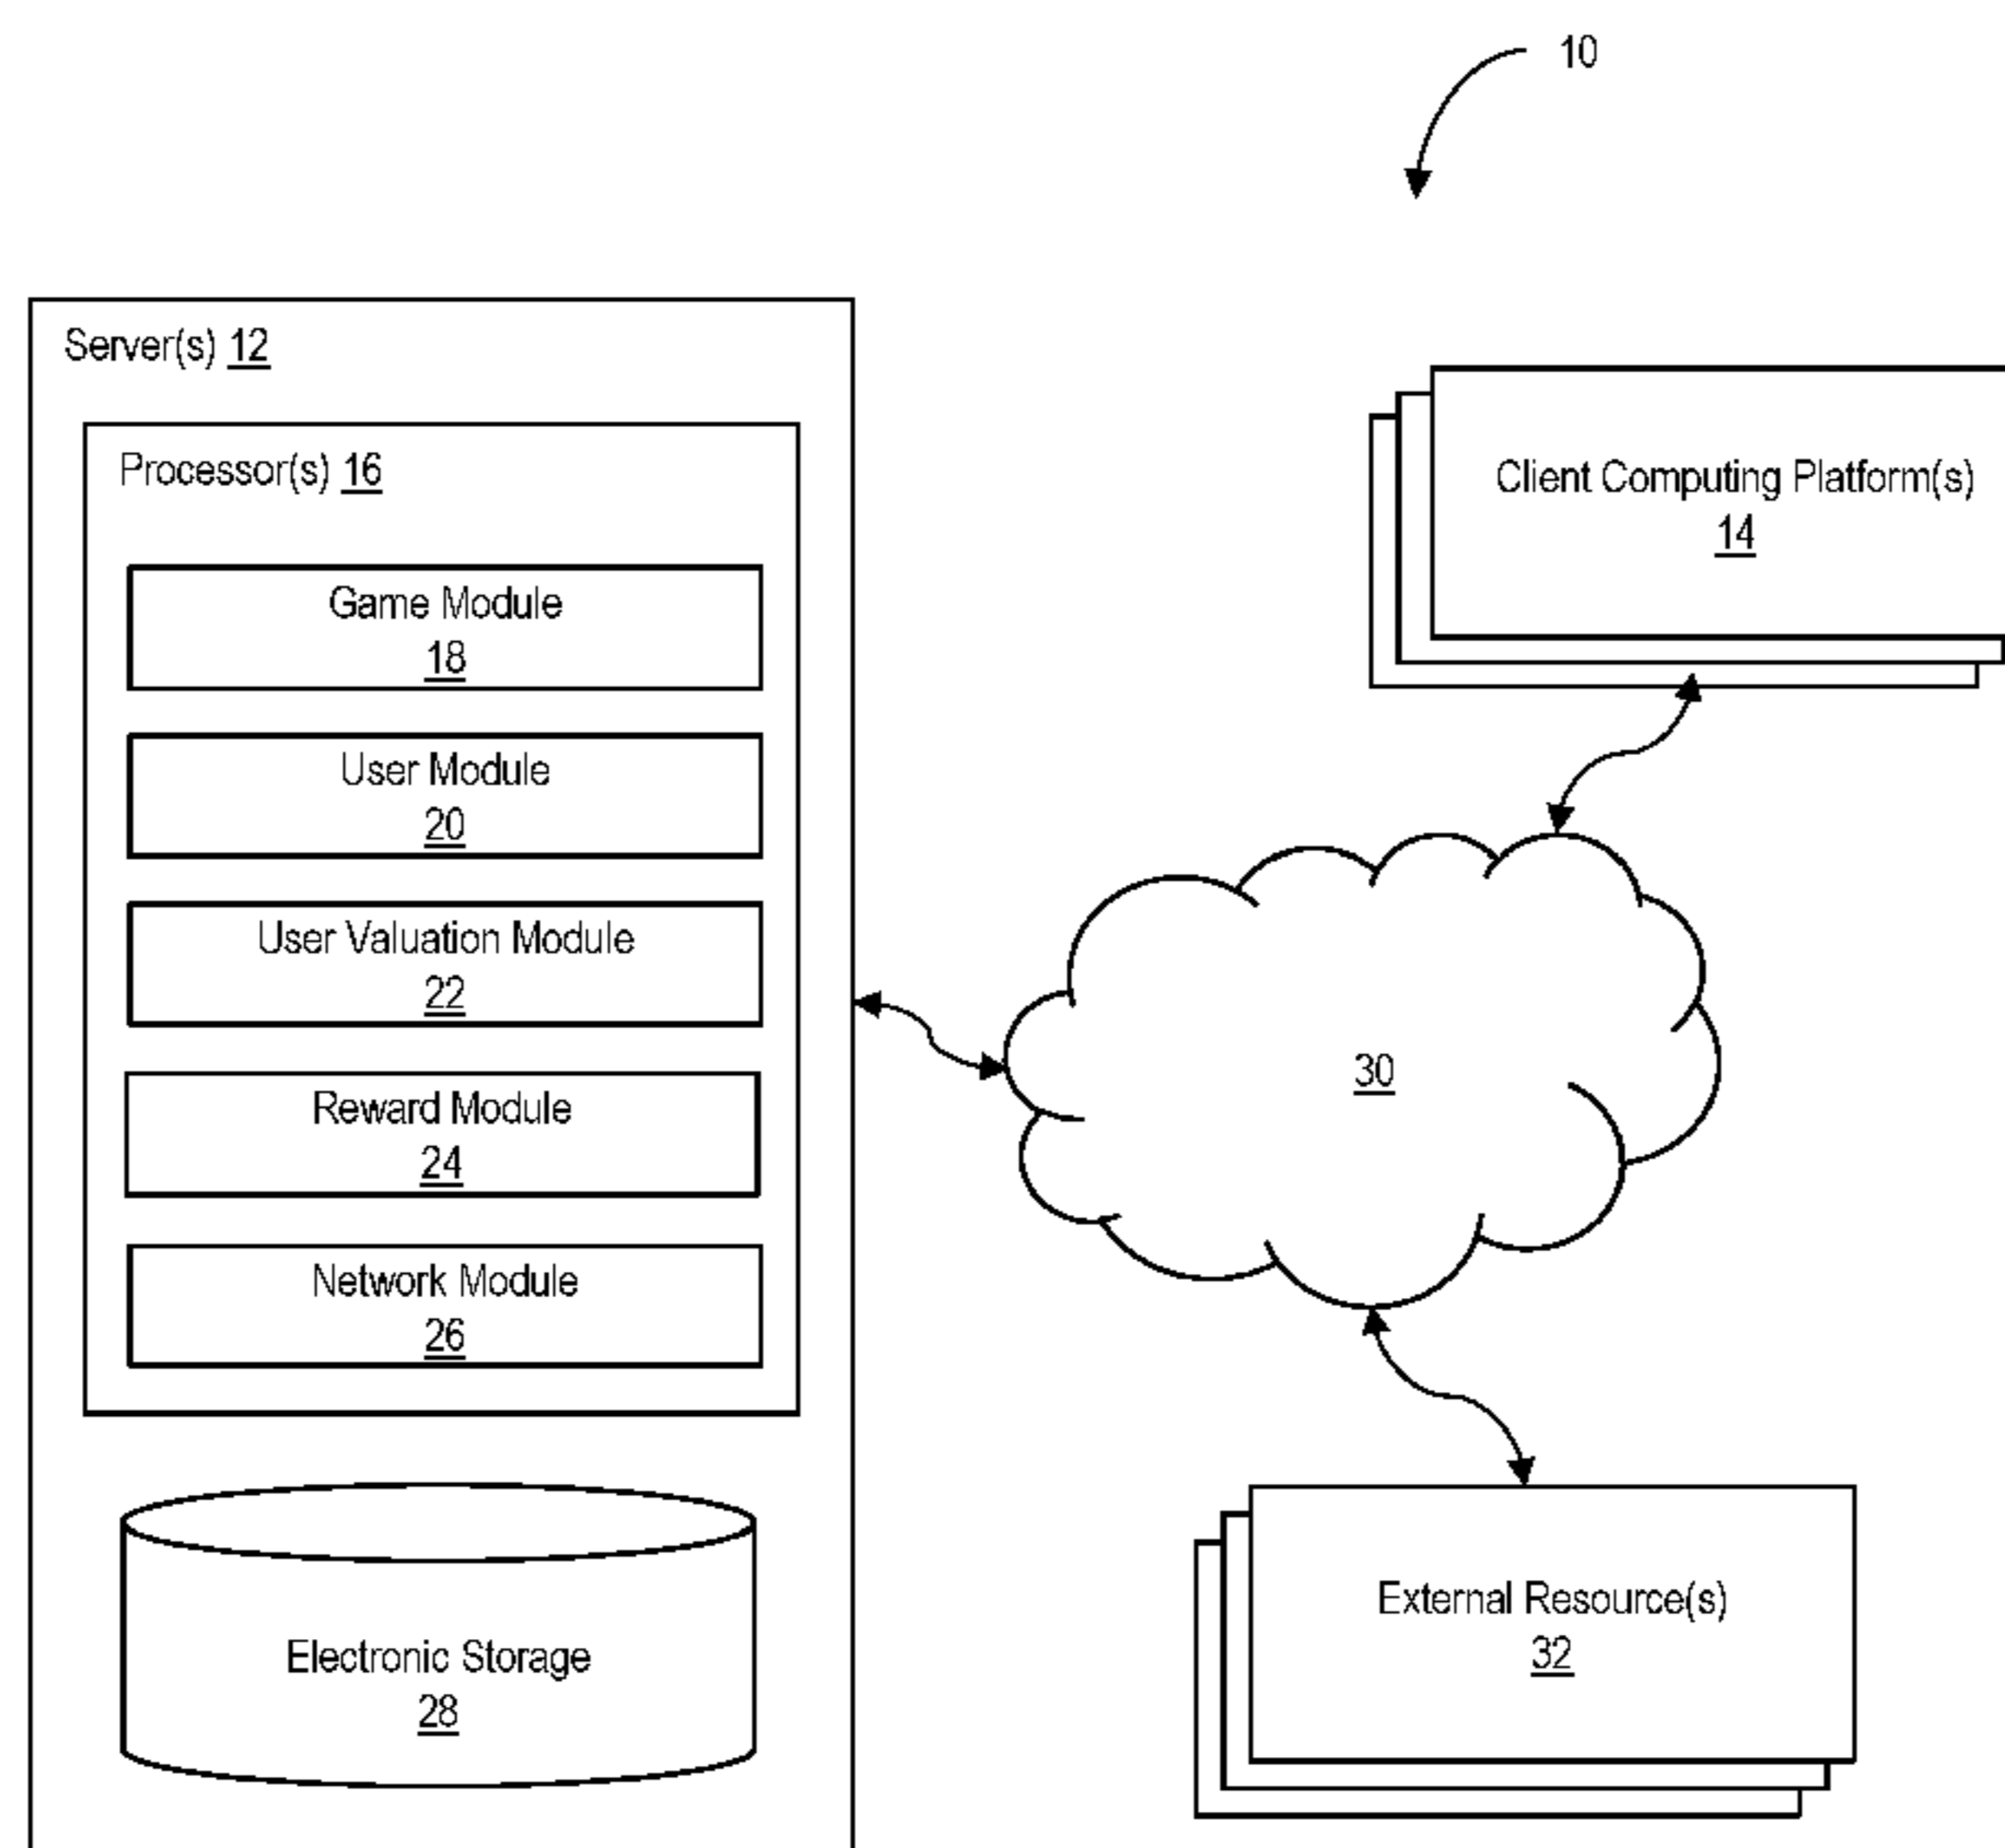 10
Server(s) 12
Processor(s) 16
Game Module
18
User Module
20
User Valuation Module
22
Reward Module
24
Network Module
26
Electronic Storage
28
Client Computing Platform(s)
14
30
External Resource(s)
32